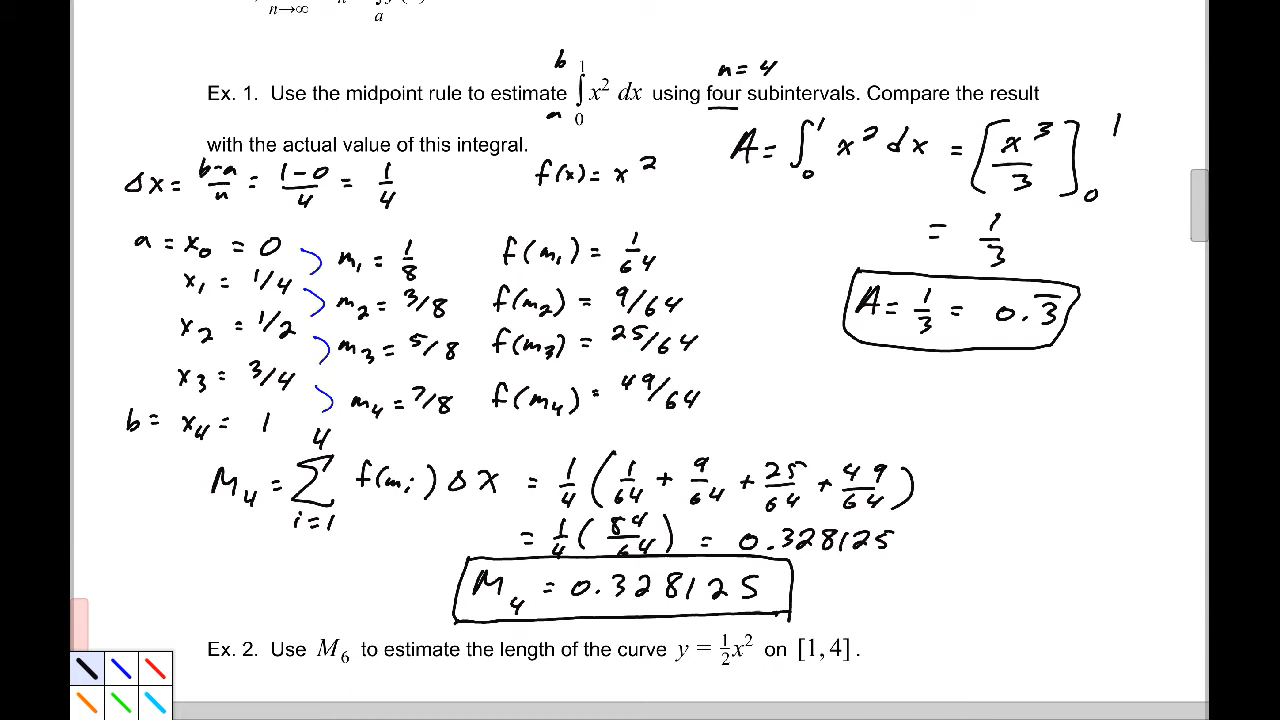 n→∞
a
Ex. 1. Use the midpoint rule to estimate ∫₀¹ x² dx using four subintervals. Compare the result
b
a
n = 4
with the actual value of this integral.
A = ∫₀¹ x² dx = [x³/3]₀¹
= 1/3
A = 1/3 = 0.3̅
Δx = (b-a)/n = (1-0)/4 = 1/4
f(x) = x²
a = x₀ = 0
x₁ = 1/4
x₂ = 1/2
x₃ = 3/4
b = x₄ = 1
m₁ = 1/8
m₂ = 3/8
m₃ = 5/8
m₄ = 7/8
f(m₁) = 1/64
f(m₂) = 9/64
f(m₃) = 25/64
f(m₄) = 49/64
M₄ = ∑_{i=1}^{4} f(mᵢ) Δx = 1/4 (1/64 + 9/64 + 25/64 + 49/64)
= 1/4 (84/64) = 0.328125
M₄ = 0.328125
Ex. 2. Use M₆ to estimate the length of the curve y = ½x² on [1, 4].